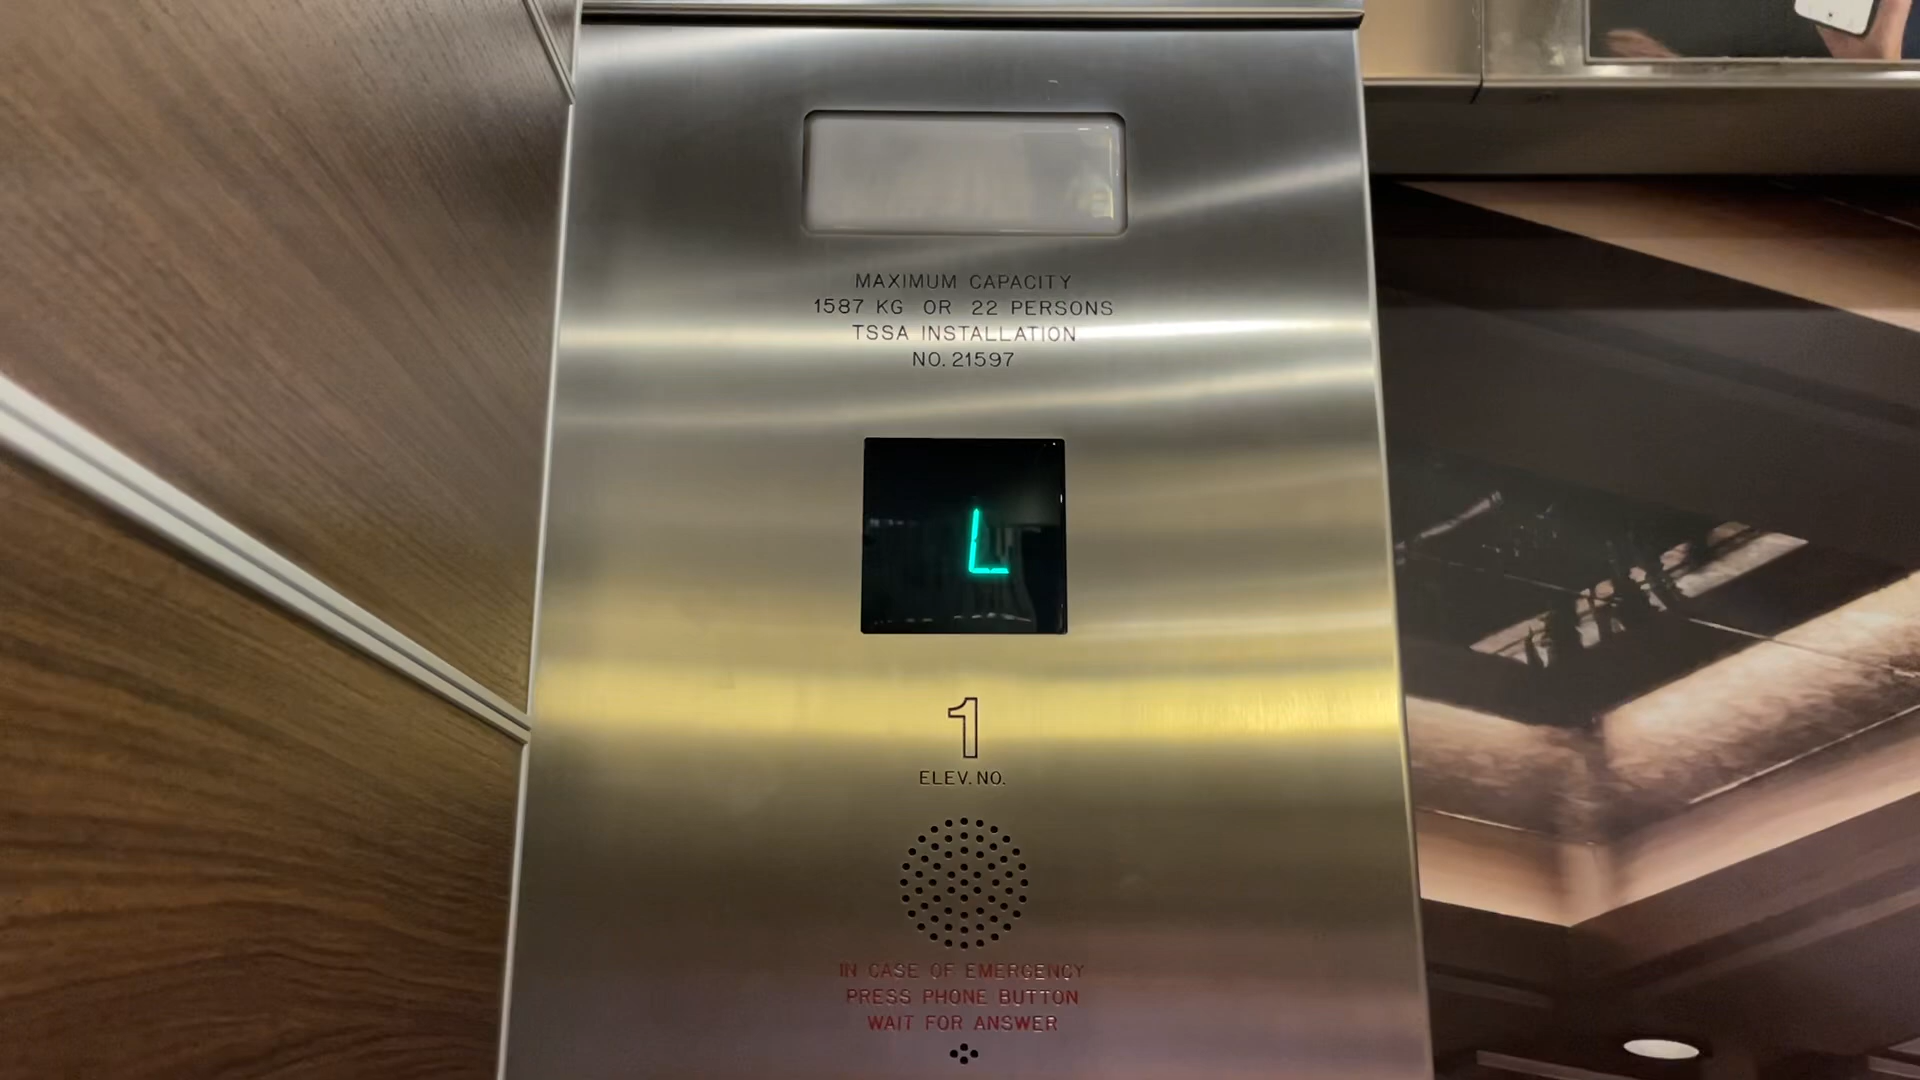 MAXIMUM CAPACITY
1587 KG OR 22 PERSONS
TSSA INSTALLATION
NO. 21597
L
1
ELEV. NO.
IN CASE OF EMERGENCY
PRESS PHONE BUTTON
WAIT FOR ANSWER